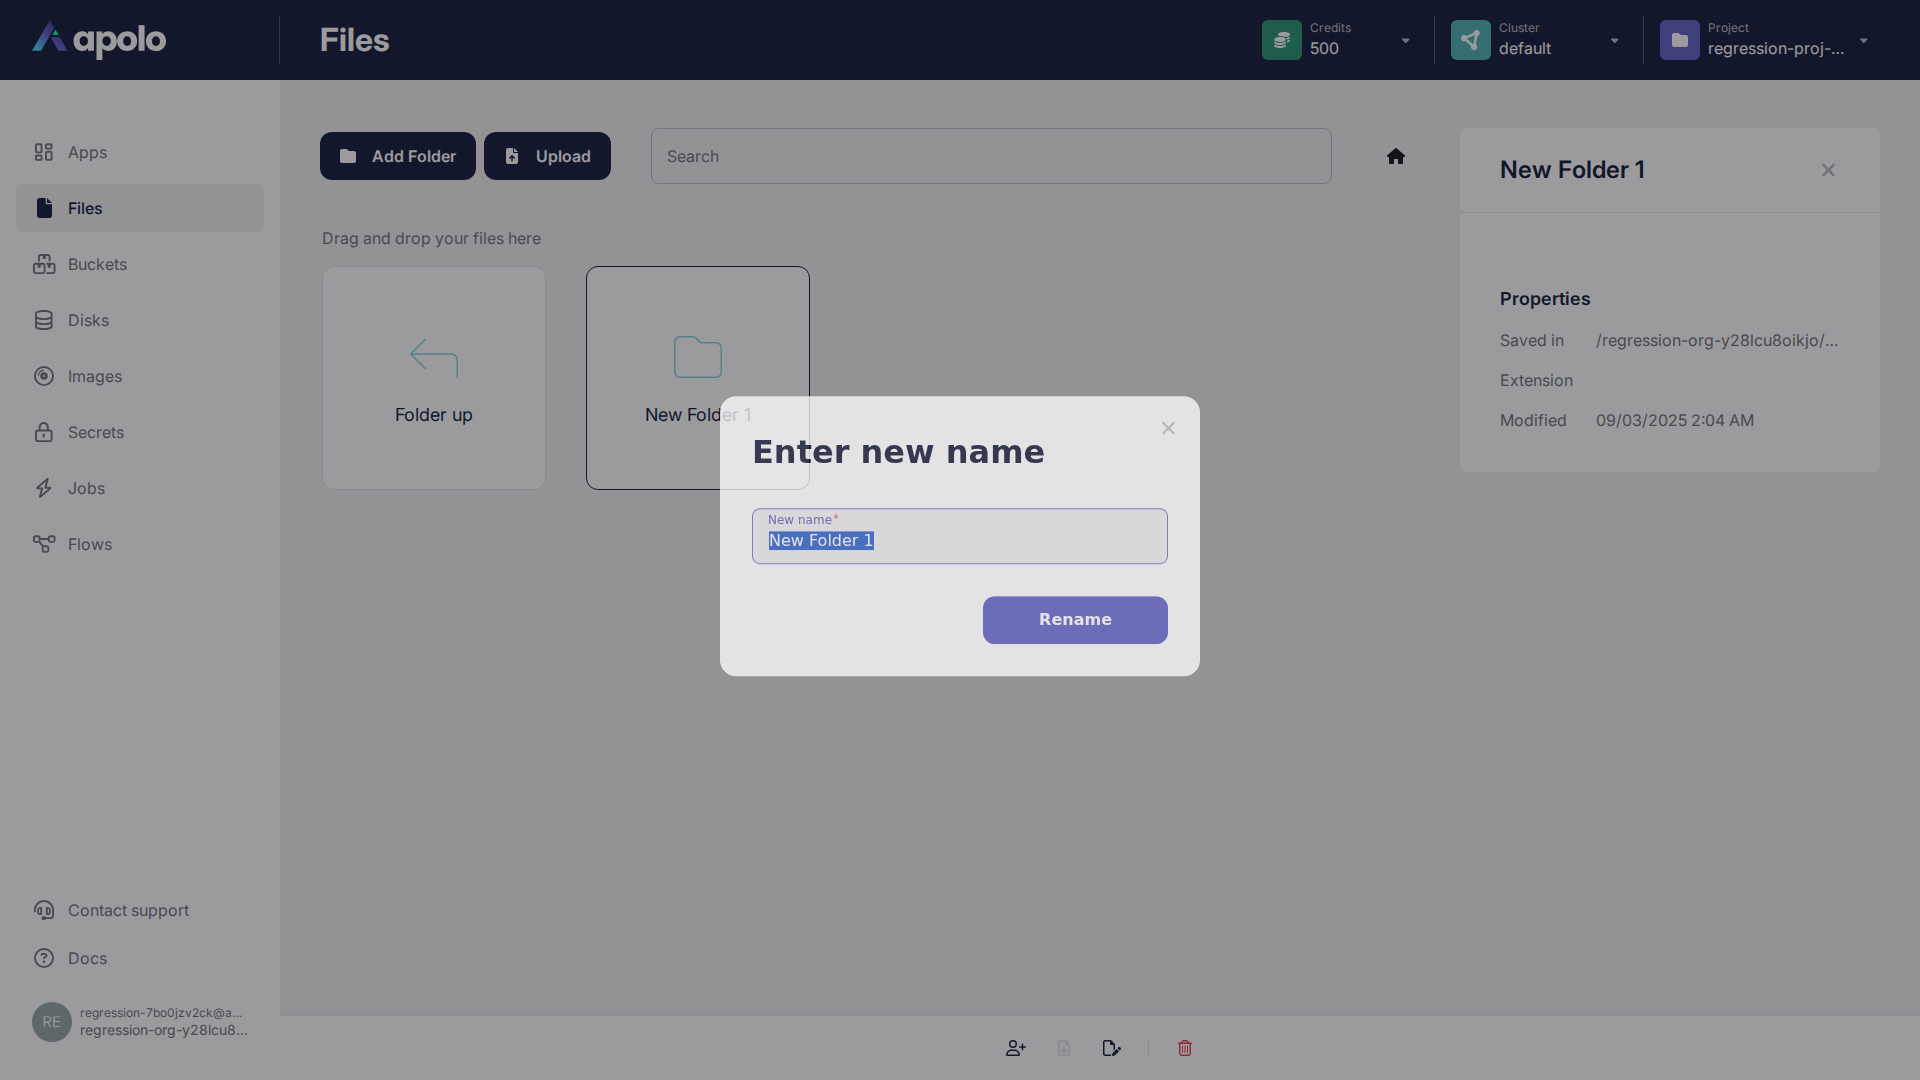 apolo
Files
Credits
500
Cluster
default
Project
regression-proj-...
Apps
Files
Buckets
Disks
Images
Secrets
Jobs
Flows
Contact support
Docs
RE
regression-7bo0jzv2ck@a...
regression-org-y28lcu8...
Add Folder
Upload
Search
Drag and drop your files here
Folder up
New Folder 1
New Folder 1
Properties
Saved in /regression-org-y28lcu8oikjo/...
Extension
Modified 09/03/2025 2:04 AM
Enter new name
New name*
New Folder 1
Rename